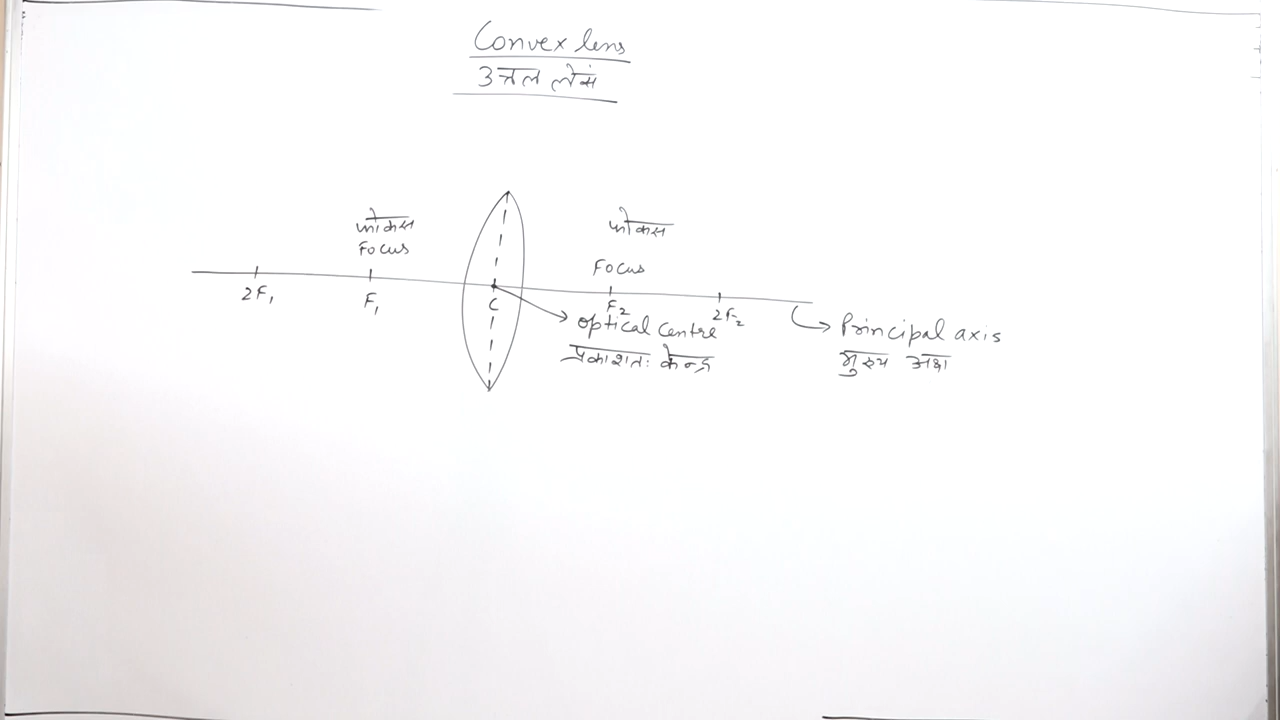 Convex lens
उत्तल लेंस
फोकस
Focus
फोकस
Focus
2F₁
F₁
C
F₂
2F₂
optical centre
प्रकाशतः केन्द्र
Principal axis
मुख्य अक्ष